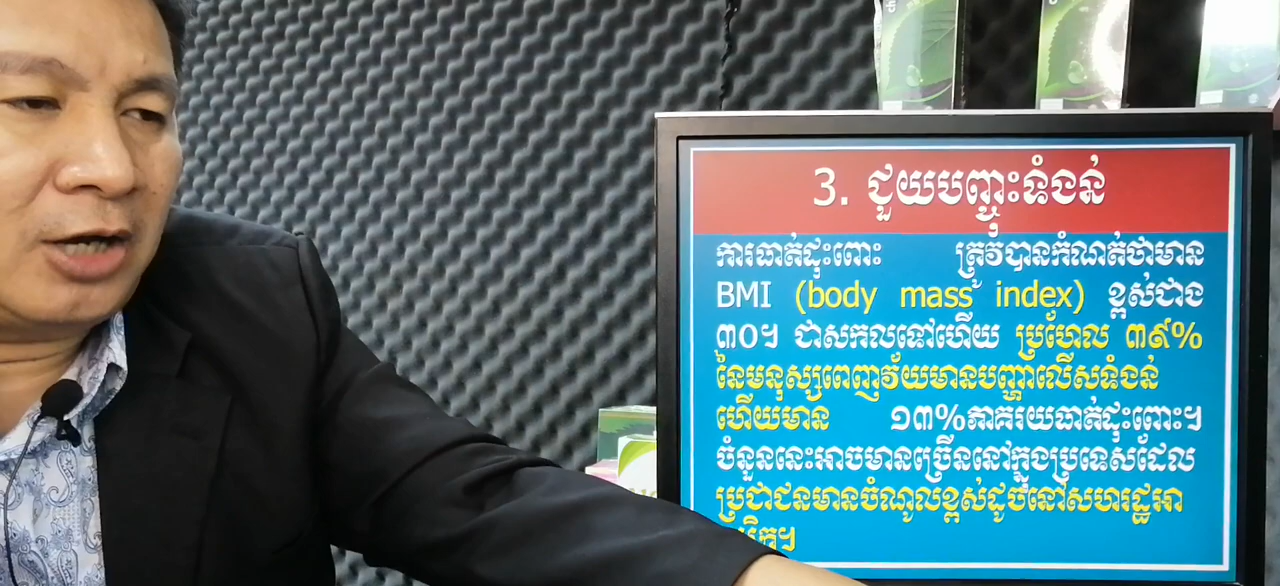 3. ជួយបញ្ចុះទំងន់
ការធាត់ដុះពោះ ត្រូវបានកំណត់ថាមាន
BMI (body mass index) ខ្ពស់ជាង
៣០។ ជាសកលទៅហើយ ប្រហែល ៣៩%
នៃមនុស្សពេញវ័យមានបញ្ហាលើសទំងន់
ហើយមាន ១៣%ភាគរយធាត់ដុះពោះ។
ចំនួននេះអាចមានច្រើននៅក្នុងប្រទេសដែល
ប្រជាជនមានចំណូលខ្ពស់ដូចនៅសហរដ្ឋអា